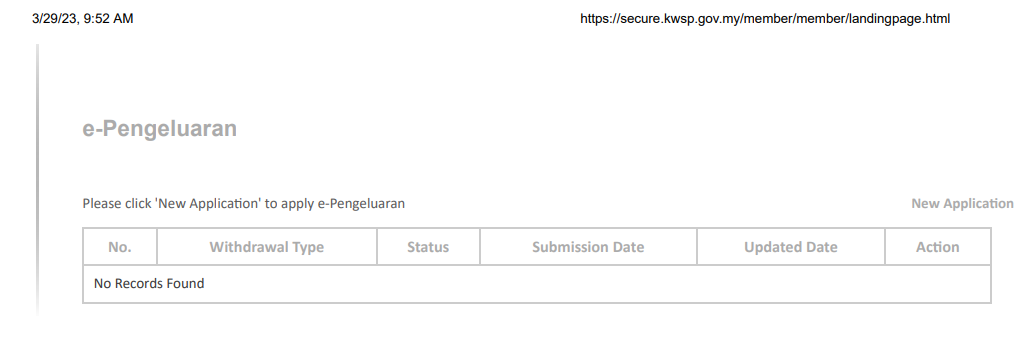 3/29/23, 9:52 AM https://secure.kwsp.gov.my/member/member/landingpage.html
e-Pengeluaran
Please click 'New Application' to apply e-Pengeluaran New Application
No. Withdrawal Type Status Submission Date Updated Date Action
No Records Found